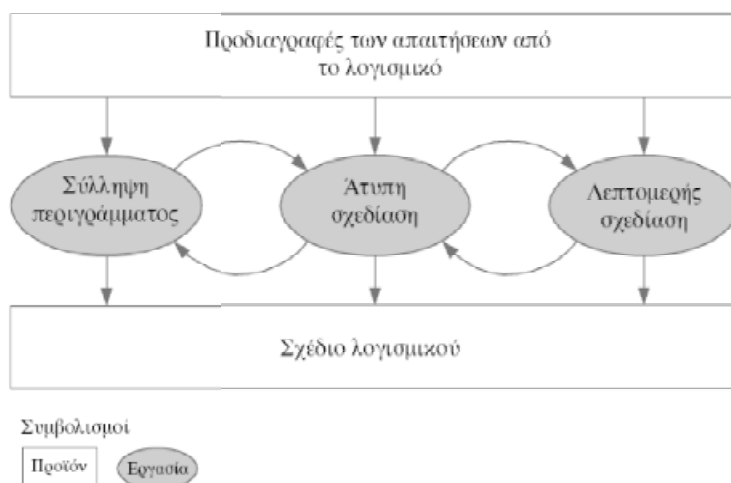 Προδιαγραφές των απαιτήσεων από
το λογισμικό
Σύλληψη
περιγράμματος
Άτυπη
σχεδίαση
Λεπτομερής
σχεδίαση
Σχέδιο λογισμικού
Συμβολισμοί
Προϊόν
Εργασία